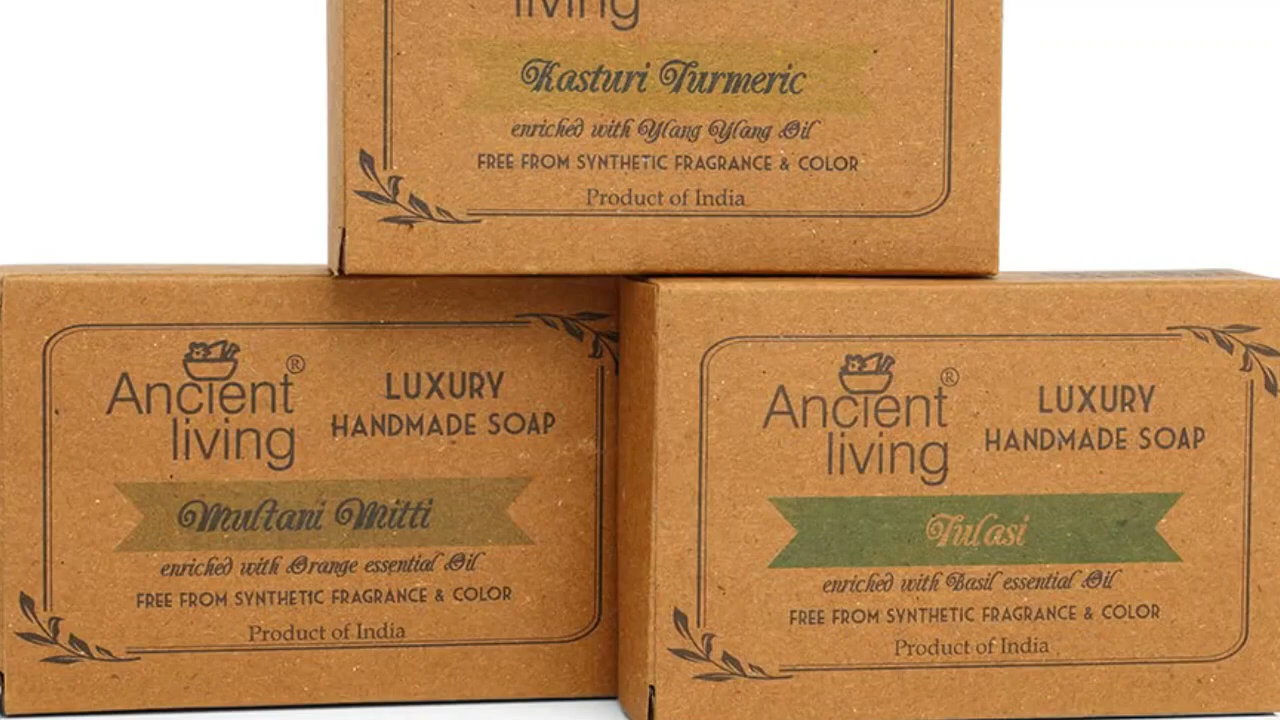 living
Kasturi Turmeric
enriched with Ylang Ylang Oil
FREE FROM SYNTHETIC FRAGRANCE & COLOR
Product of India
Ancient®
living
LUXURY
HANDMADE SOAP
Multani Mitti
enriched with Orange essential Oil
FREE FROM SYNTHETIC FRAGRANCE & COLOR
Product of India
Ancient®
living
LUXURY
HANDMADE SOAP
Tulasi
enriched with Basil essential Oil
FREE FROM SYNTHETIC FRAGRANCE & COLOR
Product of India